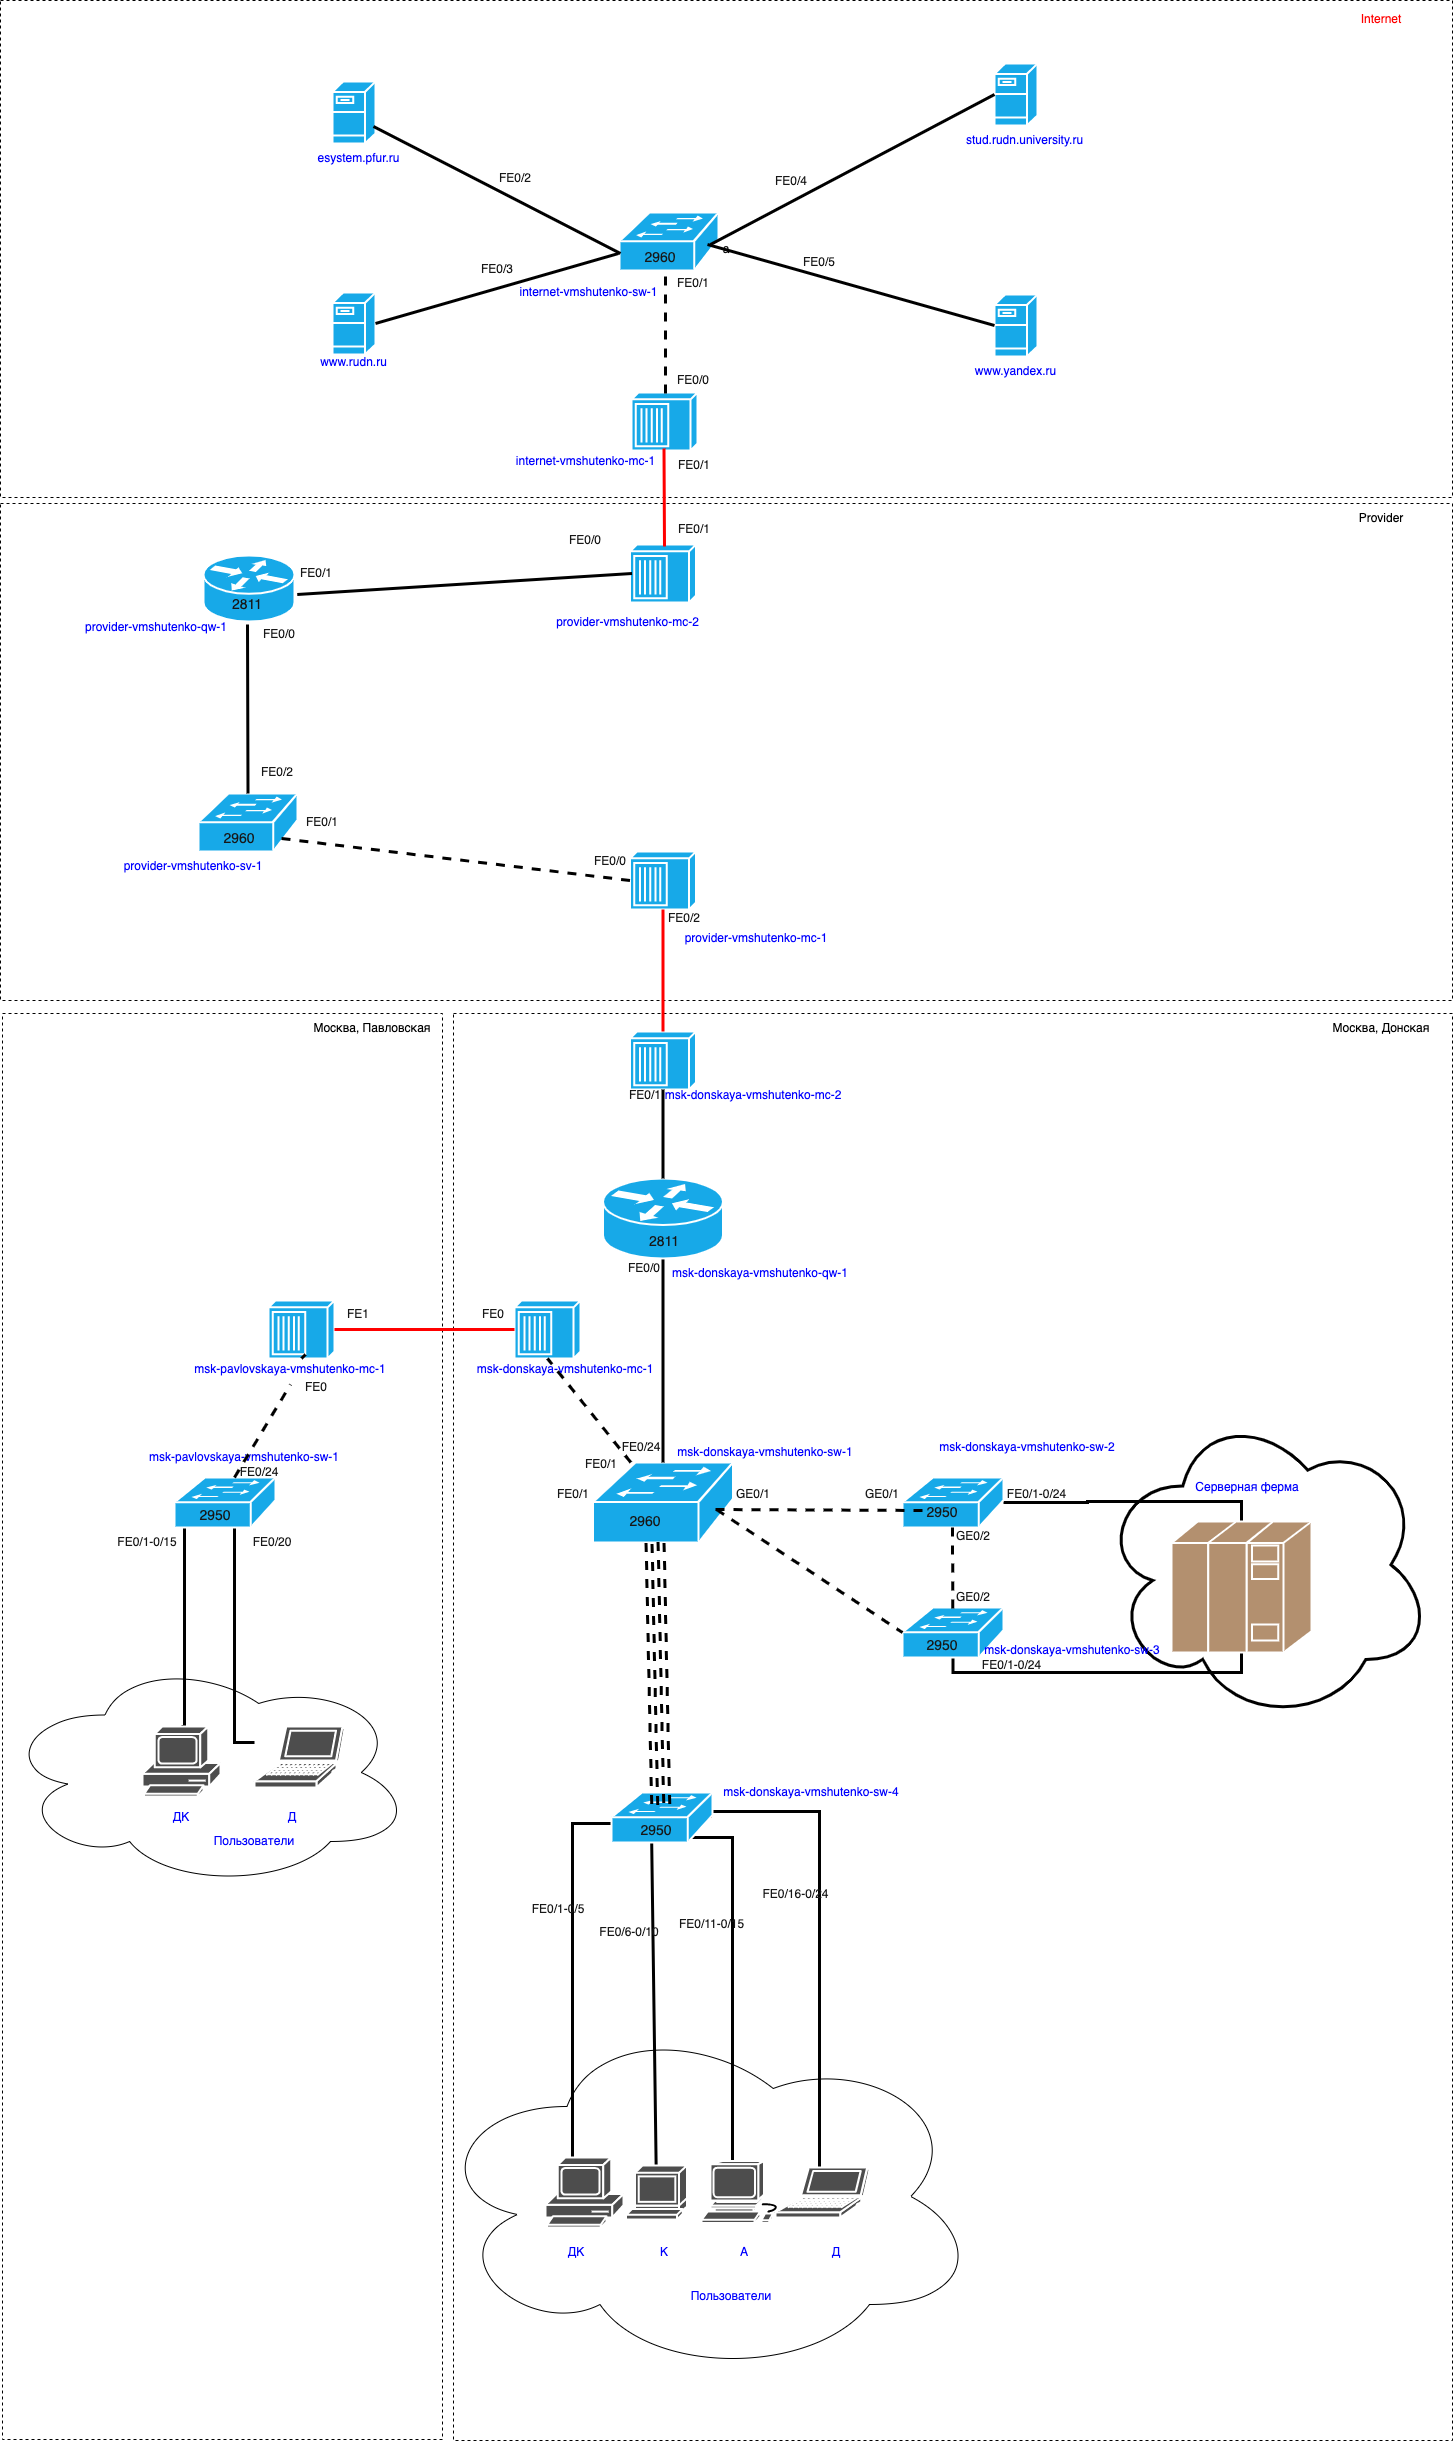 Internet
esystem.pfur.ru
stud.rudn.university.ru
FE0/2
FE0/4
a
2960
FE0/3
FE0/5
FE0/1
internet-vmshutenko-sw-1
www.rudn.ru
www.yandex.ru
FE0/0
internet-vmshutenko-mc-1
FE0/1
Provider
FE0/1
FE0/0
FE0/1
2811
provider-vmshutenko-qw-1
provider-vmshutenko-mc-2
FE0/0
FE0/2
FE0/1
2960
provider-vmshutenko-sv-1
FE0/0
FE0/2
provider-vmshutenko-mc-1
Москва, Павловская
Москва, Донская
FE0/1
msk-donskaya-vmshutenko-mc-2
2811
FE0/0
msk-donskaya-vmshutenko-qw-1
FE1
FE0
msk-pavlovskaya-vmshutenko-mc-1
msk-donskaya-vmshutenko-mc-1
FE0
FE0/24
msk-donskaya-vmshutenko-sw-1
msk-donskaya-vmshutenko-sw-2
msk-pavlovskaya-vmshutenko-sw-1
FE0/1
FE0/24
Серверная ферма
FE0/1
GE0/1
GE0/1
FE0/1-0/24
2950
2960
2950
GE0/2
FE0/1-0/15
FE0/20
GE0/2
2950
msk-donskaya-vmshutenko-sw-3
FE0/1-0/24
msk-donskaya-vmshutenko-sw-4
ДК
Д
2950
Пользователи
FE0/16-0/24
FE0/1-0/5
FE0/11-0/15
FE0/6-0/10
?
ДК
К
А
Д
Пользователи